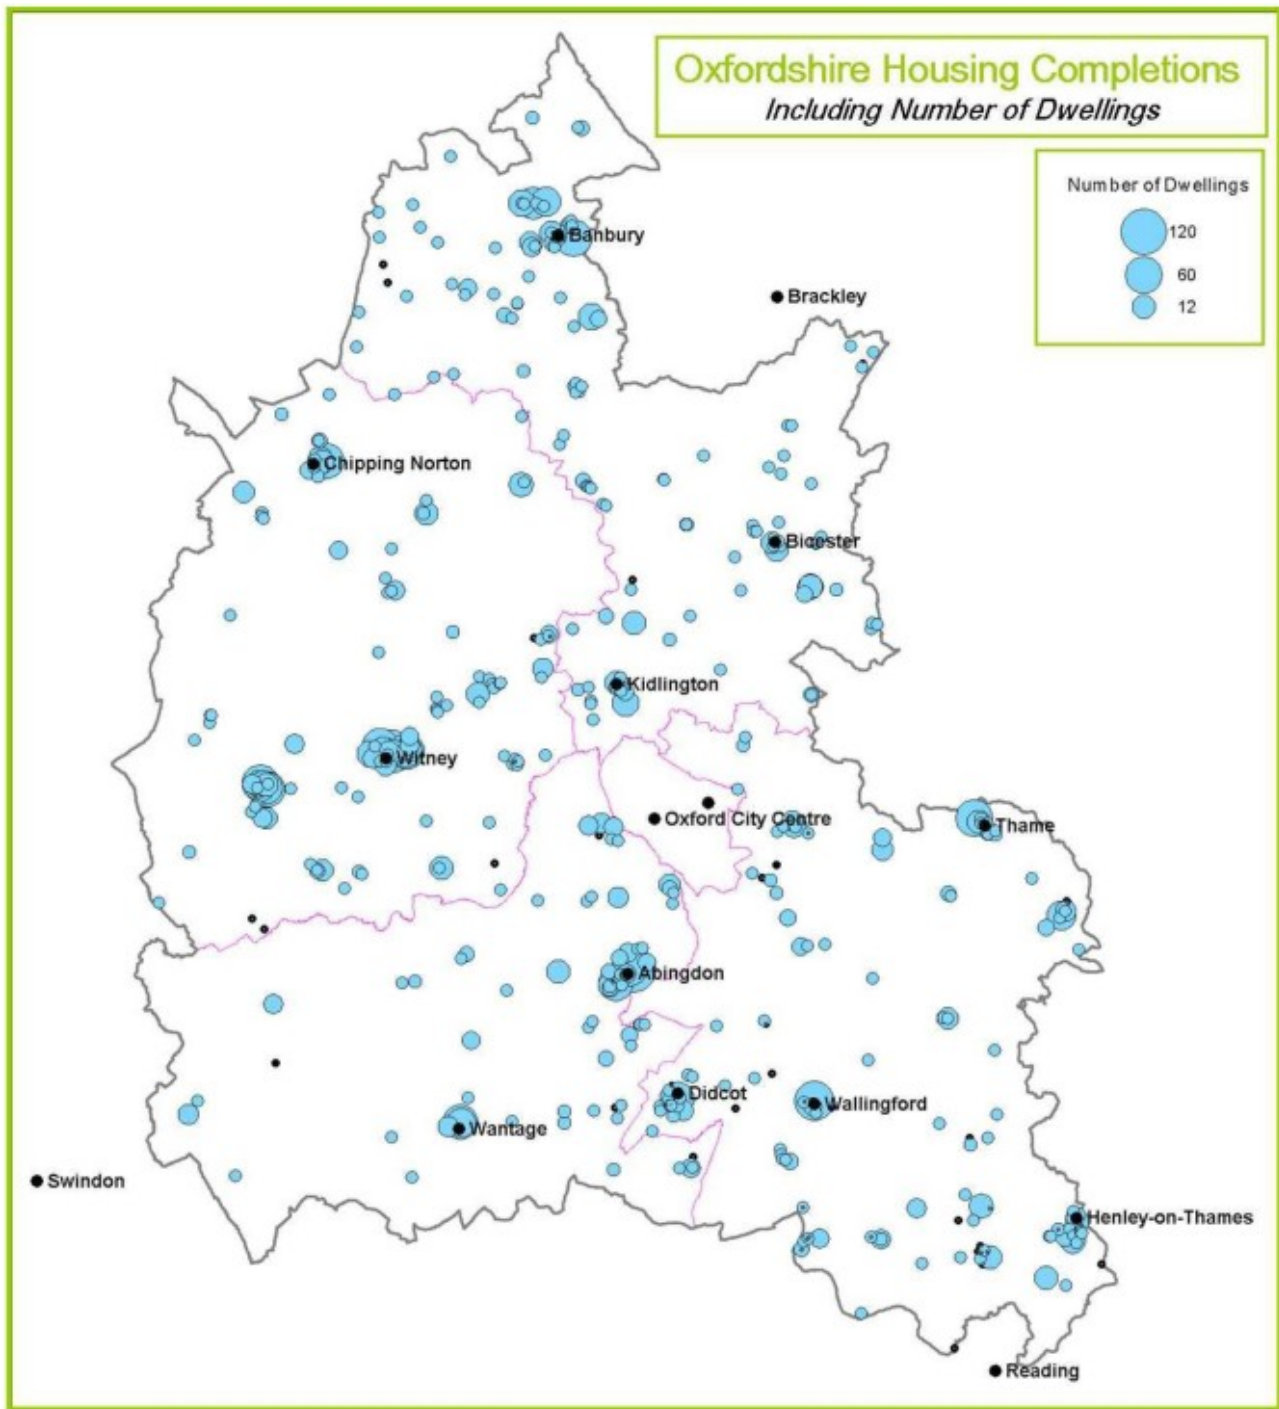 Oxfordshire Housing Completions
Including Number of Dwellings
Number of Dwellings
120
60
12
Banbury
Brackley
Chipping Norton
Bicester
Kidlington
Witney
Oxford City Centre
Thame
Abingdon
Didcot
Wallingford
Wantage
Swindon
Henley-on-Thames
Reading